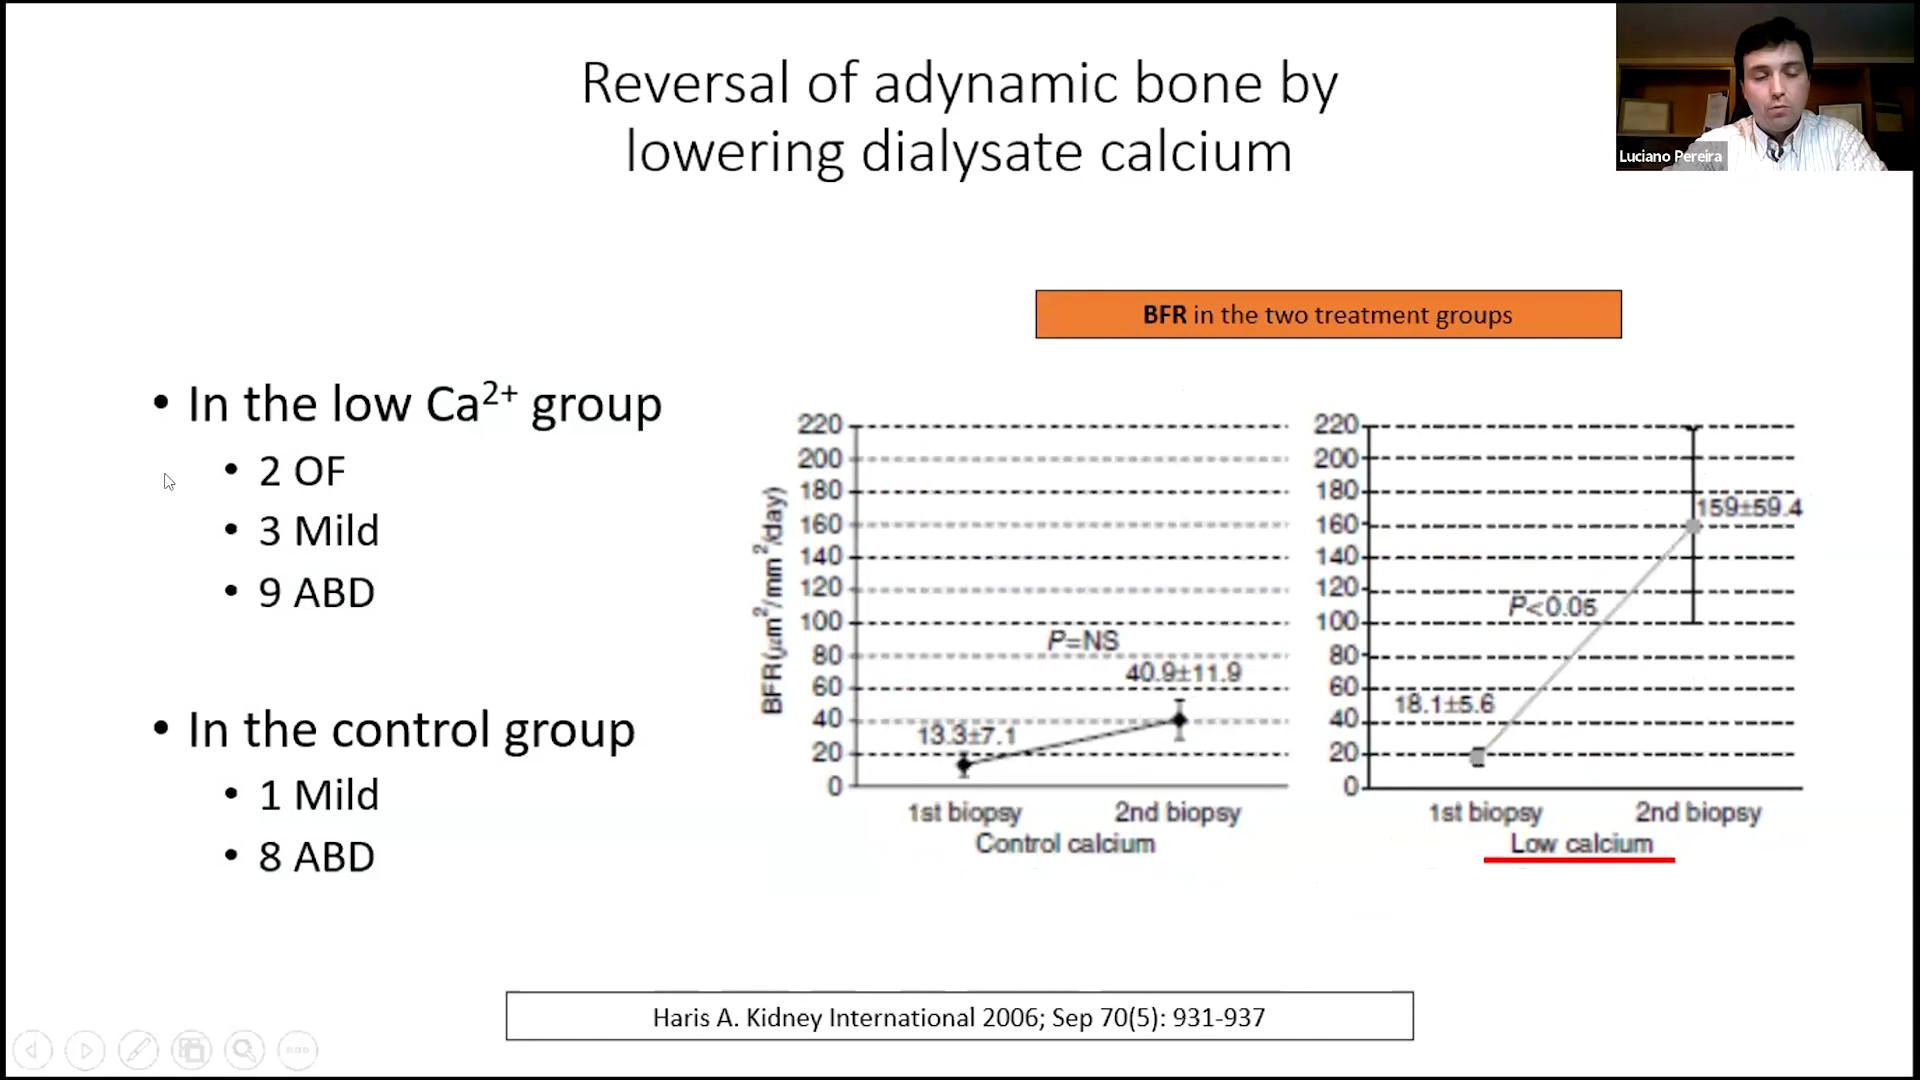 Reversal of adynamic bone by
lowering dialysate calcium
Luciano Pereira
BFR in the two treatment groups
• In the low Ca²⁺ group
• 2 OF
• 3 Mild
• 9 ABD
• In the control group
• 1 Mild
• 8 ABD
BFR(μm²/mm²/day)
220
200
180
160
140
120
100
80
60
40
20
0
P=NS
40.9±11.9
13.3±7.1
1st biopsy 2nd biopsy
Control calcium
220
200
180
160
140
120
100
80
60
40
20
0
159±59.4
P<0.05
18.1±5.6
1st biopsy 2nd biopsy
Low calcium
Haris A. Kidney International 2006; Sep 70(5): 931-937